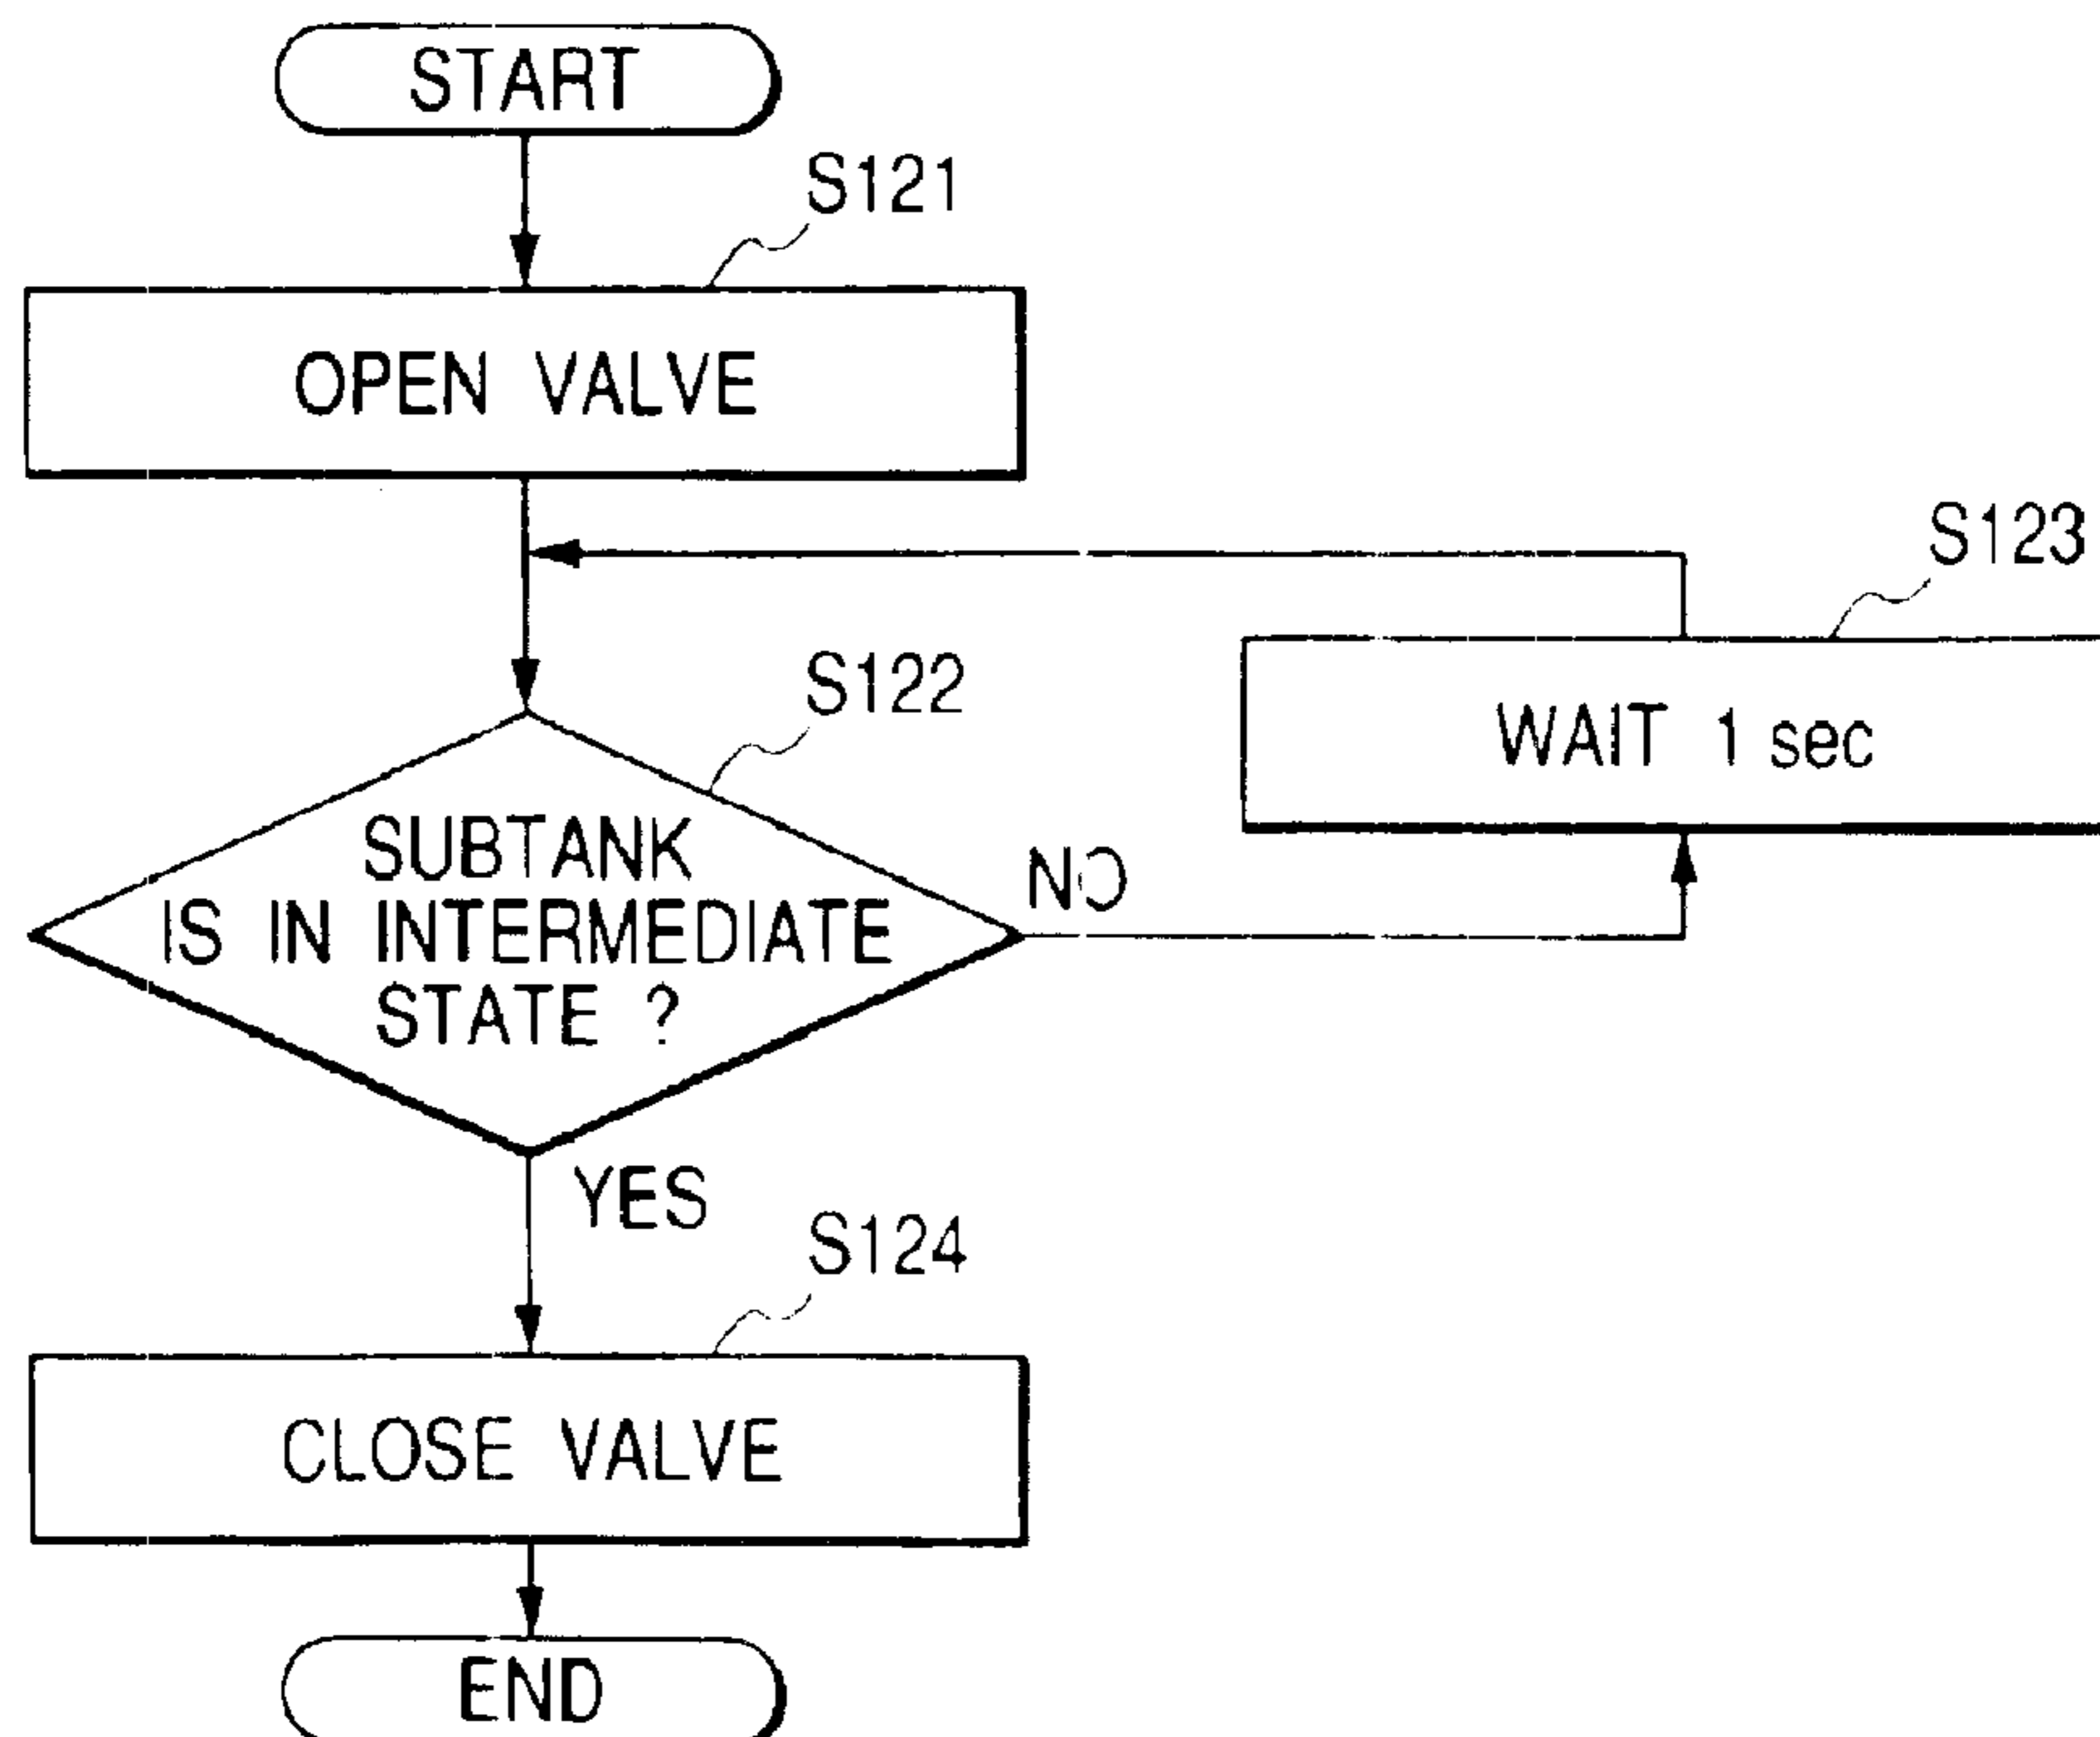 START
S121
OPEN VALVE
S123
WAIT 1 sec
S122
SUBTANK
IS IN INTERMEDIATE
STATE ?
NO
YES
S124
CLOSE VALVE
END